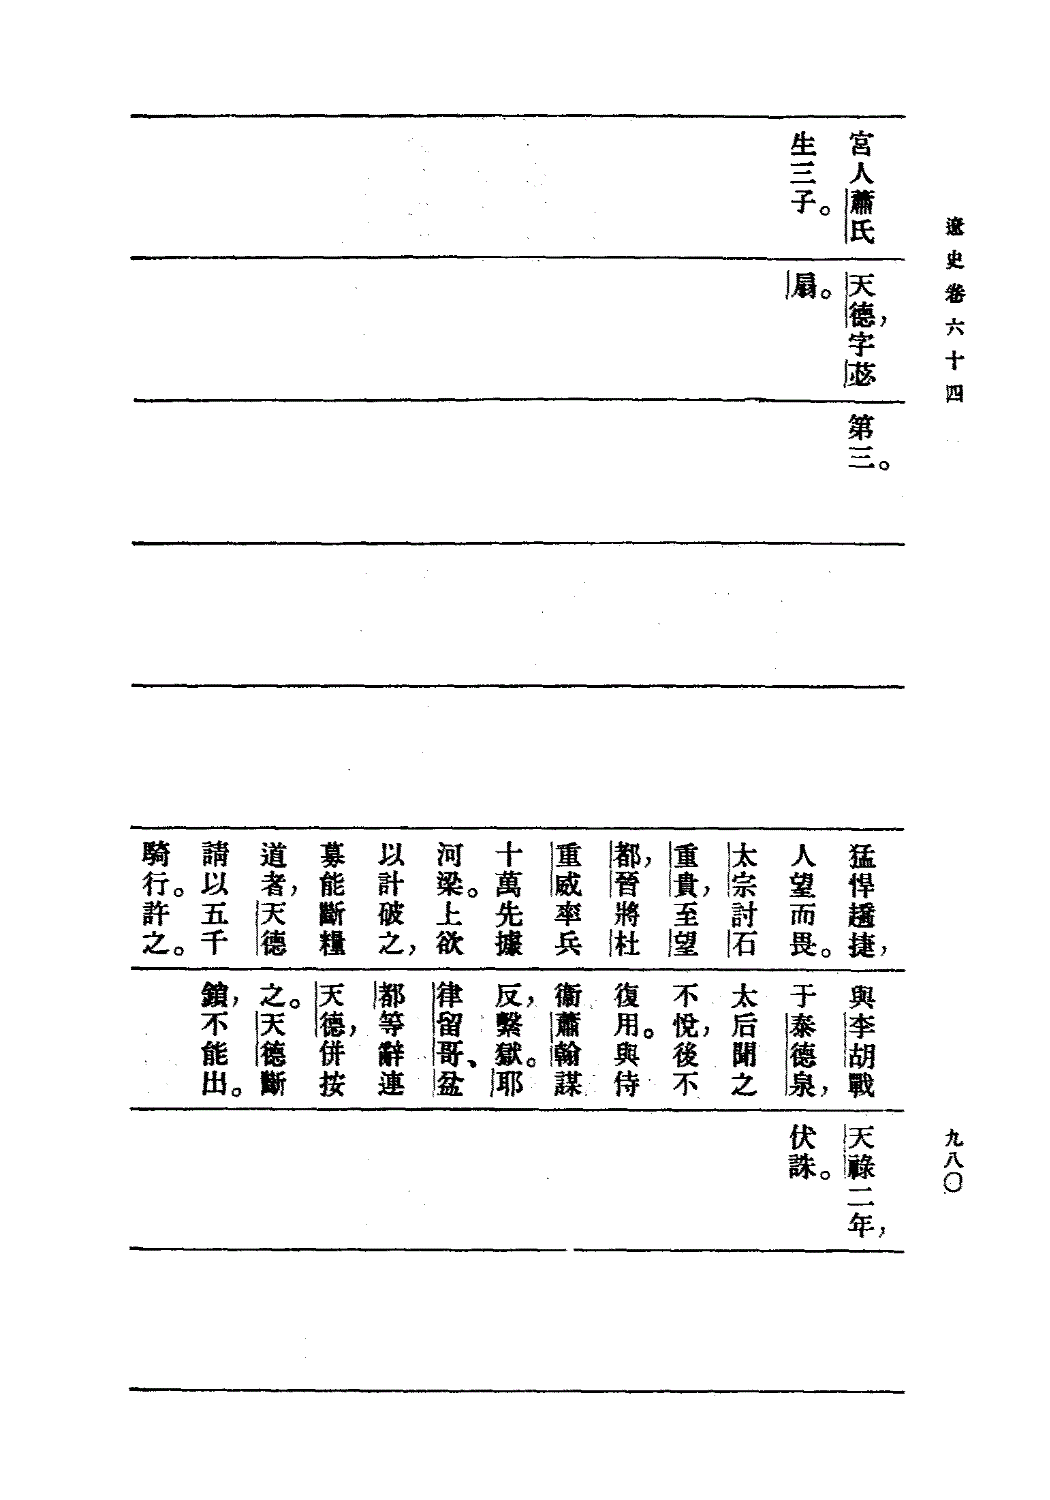 遼史卷六十四
宮人蕭氏
生三子。
天德，字苾
扇。
第三。
猛悍趫捷，
人望而畏。
太宗討石
重貴，至望
都，晉將杜
重威率兵
十萬先據
河梁。上欲
以計破之，
募能斷糧
道者，天德
請以五千
騎行。許之。
與李胡戰
于泰德泉，
太后聞之
不悅，後不
復用。與侍
衞蕭翰謀
反，繫獄。耶
律留哥、盆
都等辭連
天德，併按
之。天德斷
鎖，不能出。
天祿二年，
伏誅。
九八〇